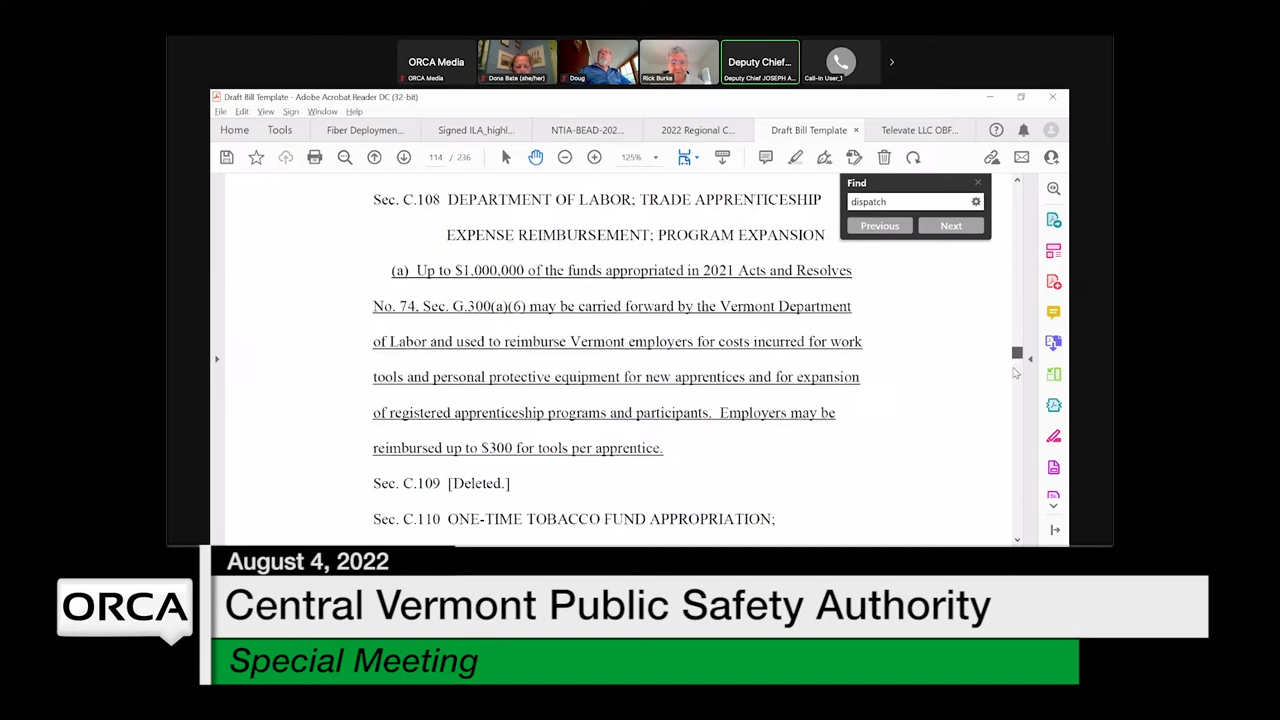 ORCA Media
Deputy Chief...
ORCA Media
Dona Bate (she/her)
Doug
Rick Burke
Deputy Chief JOSEPH A...
Call-In User_1
Draft Bill Template - Adobe Acrobat Reader DC (32-bit)
File Edit View Sign Window Help
Home Tools Fiber Deploymen... Signed ILA_highl... NTIA-BEAD-202... 2022 Regional C... Draft Bill Template × Televate LLC OBF...
114 / 236 125%
Find
dispatch
Previous Next
Sec. C.108 DEPARTMENT OF LABOR; TRADE APPRENTICESHIP
EXPENSE REIMBURSEMENT; PROGRAM EXPANSION
(a) Up to $1,000,000 of the funds appropriated in 2021 Acts and Resolves
No. 74, Sec. G.300(a)(6) may be carried forward by the Vermont Department
of Labor and used to reimburse Vermont employers for costs incurred for work
tools and personal protective equipment for new apprentices and for expansion
of registered apprenticeship programs and participants. Employers may be
reimbursed up to $300 for tools per apprentice.
Sec. C.109 [Deleted.]
Sec. C.110 ONE-TIME TOBACCO FUND APPROPRIATION;
August 4, 2022
ORCA
Central Vermont Public Safety Authority
Special Meeting